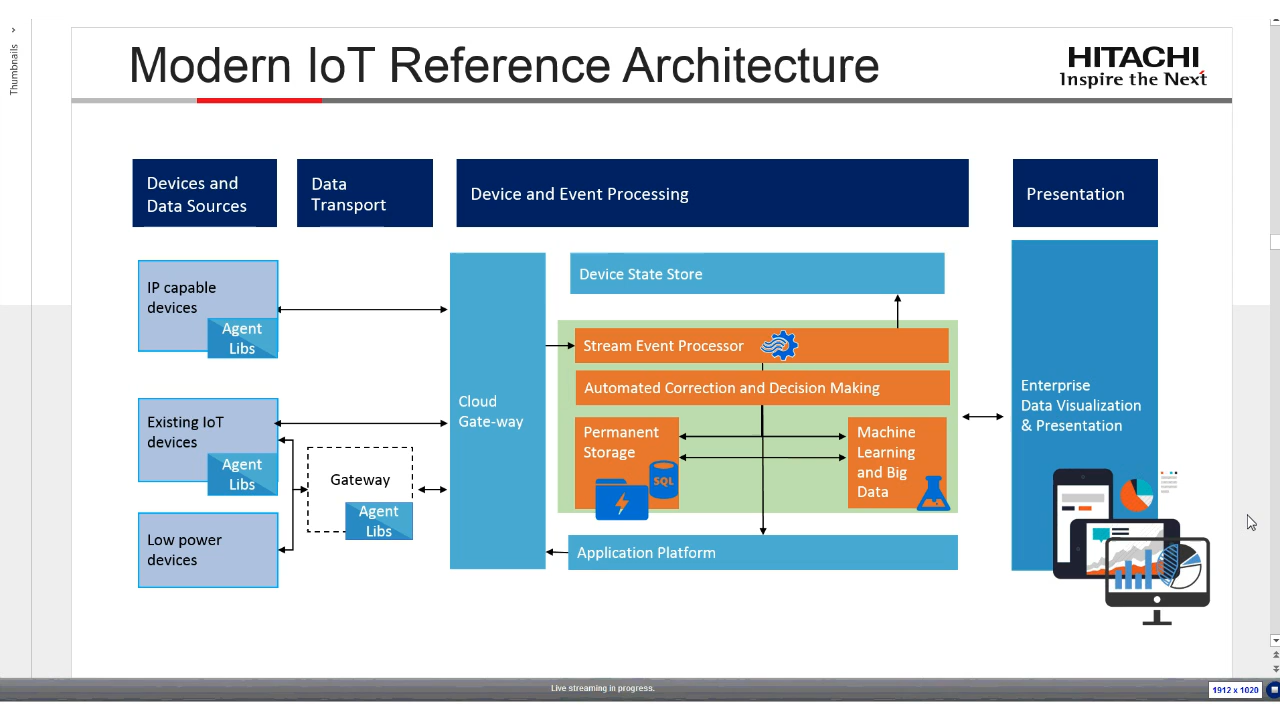 Thumbnails
Modern IoT Reference Architecture
HITACHI
Inspire the Next
Devices and
Data Sources
Data
Transport
Device and Event Processing
Presentation
IP capable
devices
Agent
Libs
Existing IoT
devices
Agent
Libs
Low power
devices
Gateway
Agent
Libs
Cloud
Gate-way
Device State Store
Stream Event Processor
Automated Correction and Decision Making
Permanent
Storage
SQL
Machine
Learning
and Big
Data
Application Platform
Enterprise
Data Visualization
& Presentation
Live streaming in progress.
1912 x 1020